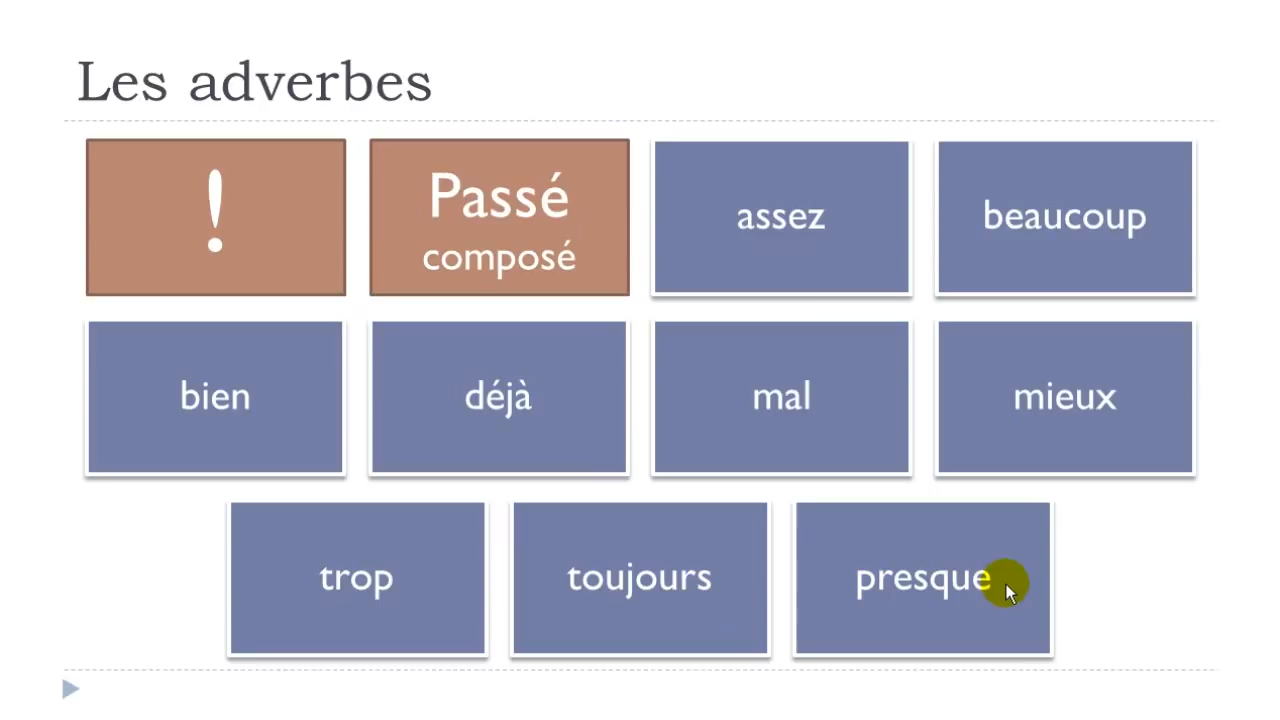 Les adverbes
!
Passé
composé
assez
beaucoup
bien
déjà
mal
mieux
trop
toujours
presque